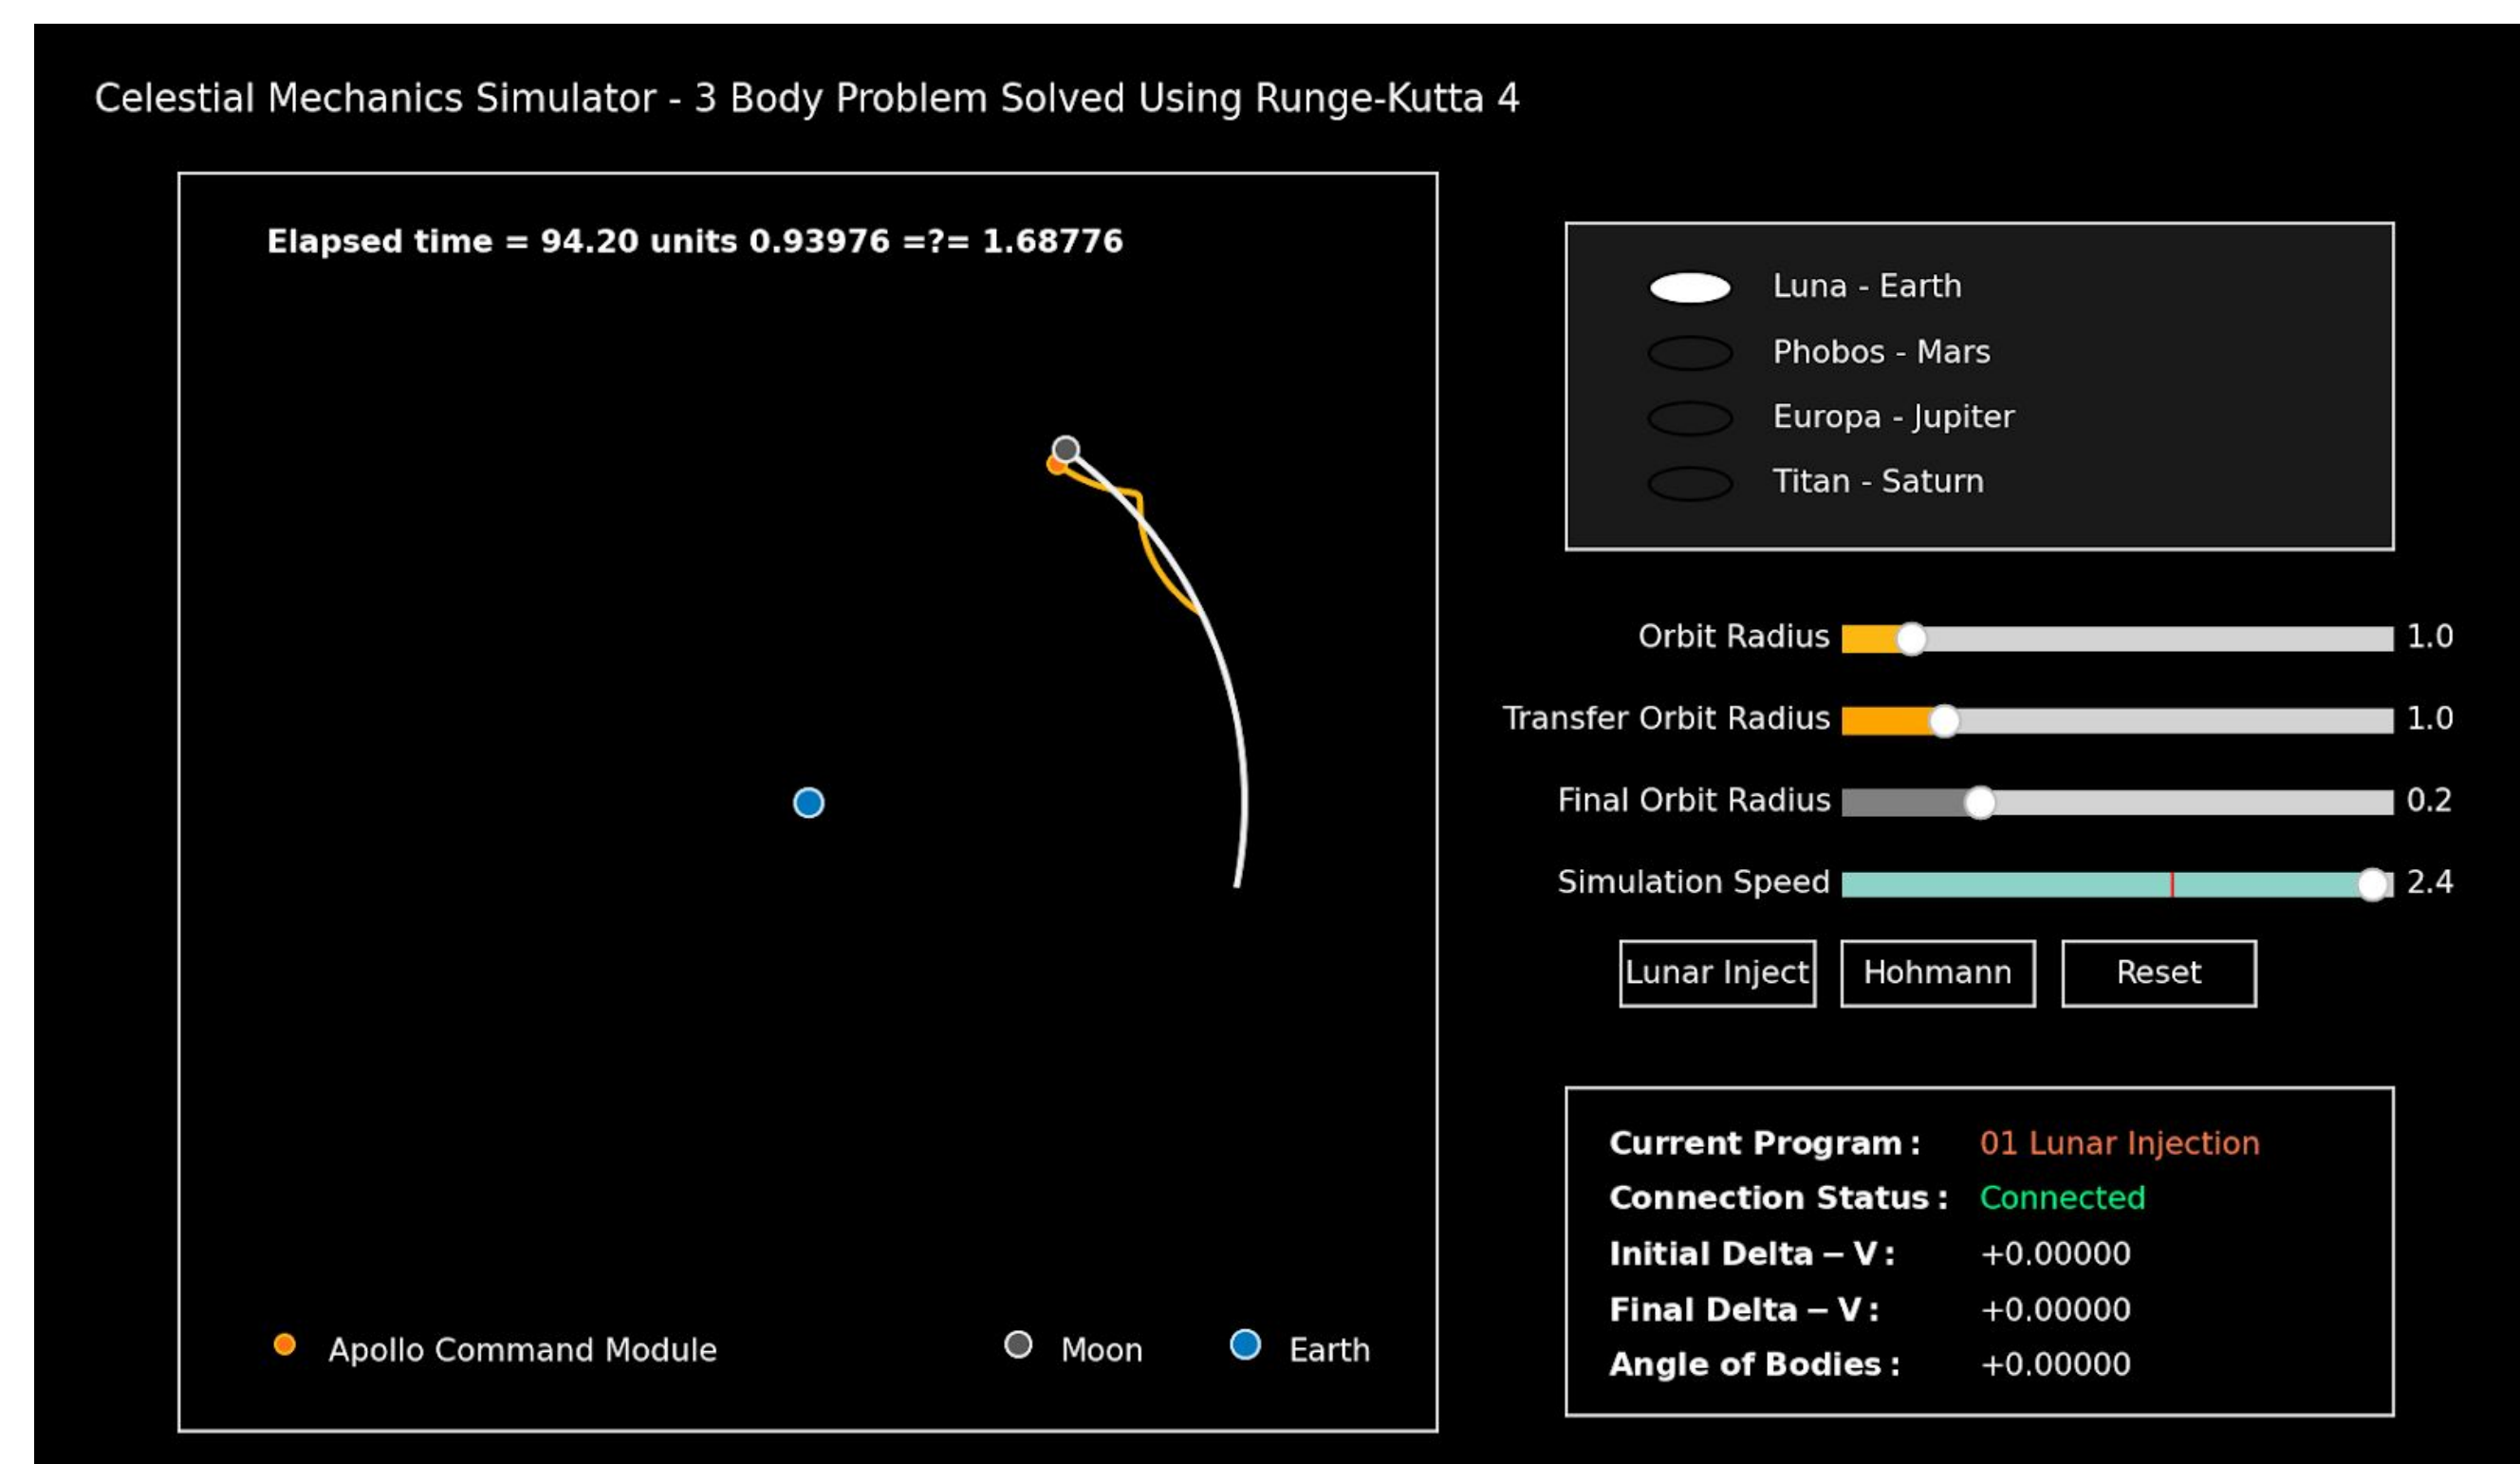 Celestial Mechanics Simulator - 3 Body Problem Solved Using Runge-Kutta 4
Elapsed time = 94.20 units 0.93976 =?= 1.68776
Apollo Command Module
Moon
Earth
Luna - Earth
Phobos - Mars
Europa - Jupiter
Titan - Saturn
Orbit Radius 1.0
Transfer Orbit Radius 1.0
Final Orbit Radius 0.2
Simulation Speed 2.4
Lunar Inject
Hohmann
Reset
Current Program: 01 Lunar Injection
Connection Status: Connected
Initial Delta – V: +0.00000
Final Delta – V: +0.00000
Angle of Bodies: +0.00000